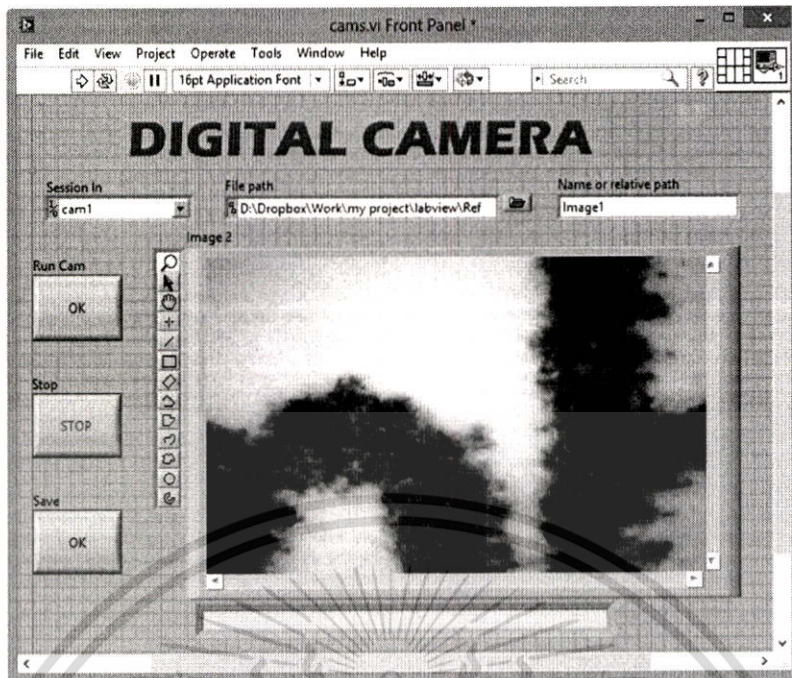 cams.vi Front Panel *
File Edit View Project Operate Tools Window Help
16pt Application Font Search
1
DIGITAL CAMERA
Session In File path Name or relative path
cam1 D:\Dropbox\Work\my project\labview\Ref Image1
Image 2
Run Cam
OK
Stop
STOP
Save
OK